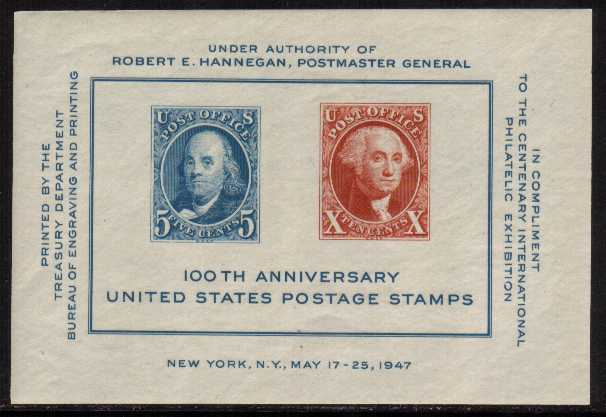 UNDER AUTHORITY OF
ROBERT E. HANNEGAN, POSTMASTER GENERAL
PRINTED BY THE
TREASURY DEPARTMENT
BUREAU OF ENGRAVING AND PRINTING
U S
POST OFFICE
5 5
FIVE CENTS
U S
POST OFFICE
X X
TEN CENTS
100TH ANNIVERSARY
UNITED STATES POSTAGE STAMPS
IN COMPLIMENT
TO THE CENTENARY INTERNATIONAL
PHILATELIC EXHIBITION
NEW YORK, N.Y., MAY 17-25, 1947